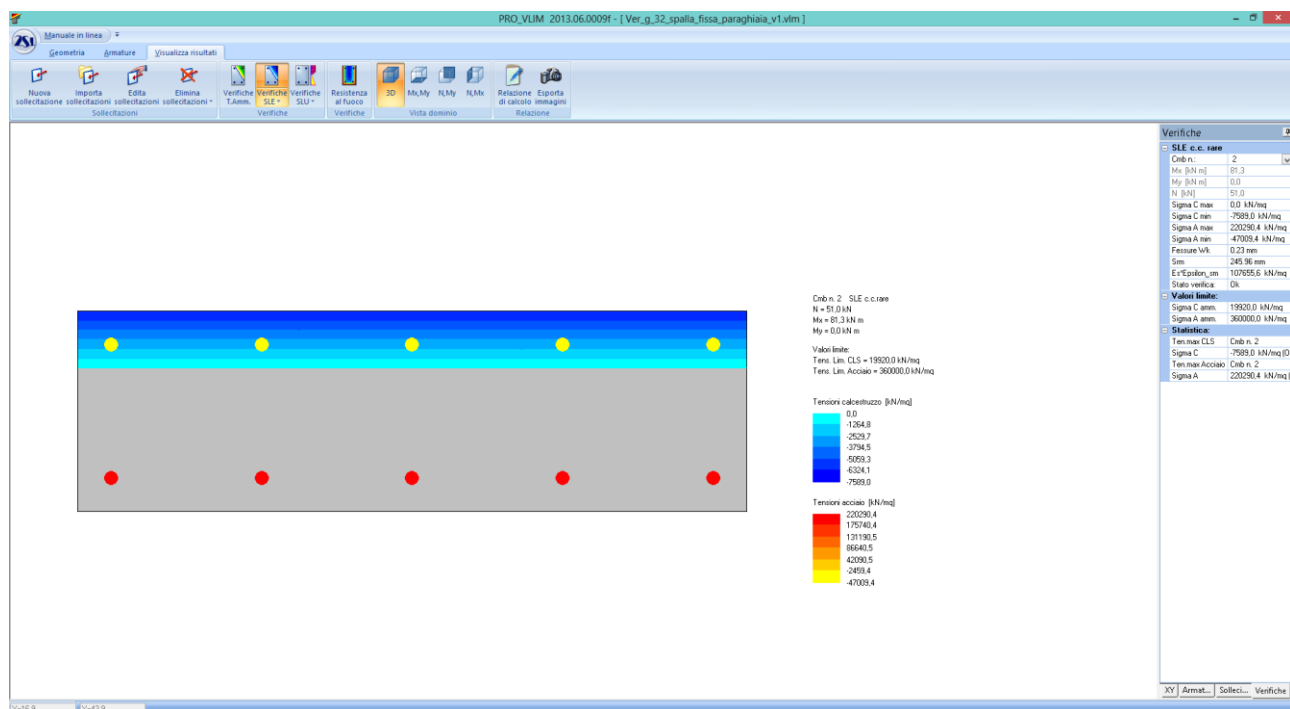 PRO_VLIM 2013.06.0009f - [ Ver_g_32_spalla_fissa_paraghiaia_v1.vlm ]
2SI
Manuale in linea
Geometria Armature Visualizza risultati
Nuova sollecitazione
Importa sollecitazioni
Edita sollecitazioni
Elimina sollecitazioni
Verifiche T.Amm.
Verifiche SLE
Verifiche SLU
Resistenza al fuoco
3D
Mx,My
N,My
N,Mx
Relazione di calcolo
Esporta immagini
Sollecitazioni
Verifiche
Verifiche
Vista dominio
Relazione
Cmb n. 2 SLE c.c.rare
N = 51,0 kN
Mx = 81,3 kN m
My = 0,0 kN m
Valori limite:
Tens. Lim. CLS = 19920,0 kN/mq
Tens. Lim. Acciaio = 360000,0 kN/mq
Tensioni calcestruzzo [kN/mq]
0,0
-1264,8
-2529,7
-3794,5
-5059,3
-6324,1
-7589,0
Tensioni acciaio [kN/mq]
220290,4
175740,4
131190,5
86640,5
42090,5
-2459,4
-47009,4
Verifiche
SLE c.c. rare
Cmb n.: 2
Mx [kN m] 81,3
My [kN m] 0,0
N [kN] 51,0
Sigma C max 0,0 kN/mq
Sigma C min -7589,0 kN/mq
Sigma A max 220290,4 kN/mq
Sigma A min -47009,4 kN/mq
Fessure Wk 0.23 mm
Srm 245.96 mm
Es*Epsilon_sm 107655,6 kN/mq
Stato verifica: Ok
Valori limite:
Sigma C amm. 19920,0 kN/mq
Sigma A amm. 360000,0 kN/mq
Statistica:
Ten.max CLS Cmb n. 2
Sigma C -7589,0 kN/mq (O
Ten.max Acciaio Cmb n. 2
Sigma A 220290,4 kN/mq (
XY Armat... Solleci... Verifiche